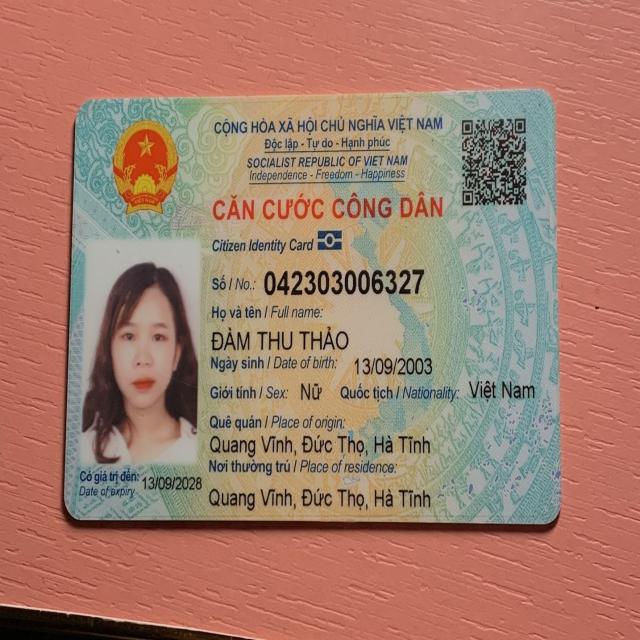 CỘNG HÒA XÃ HỘI CHỦ NGHĨA VIỆT NAM
Độc lập - Tự do - Hạnh phúc
SOCIALIST REPUBLIC OF VIET NAM
Independence - Freedom - Happiness
CĂN CƯỚC CÔNG DÂN
Citizen Identity Card
Số / No.: 042303006327
Họ và tên / Full name:
ĐÀM THU THẢO
Ngày sinh / Date of birth: 13/09/2003
Giới tính / Sex: Nữ Quốc tịch / Nationality: Việt Nam
Quê quán / Place of origin:
Quang Vĩnh, Đức Thọ, Hà Tĩnh
Nơi thường trú / Place of residence:
Quang Vĩnh, Đức Thọ, Hà Tĩnh
Có giá trị đến: 13/09/2028
Date of expiry